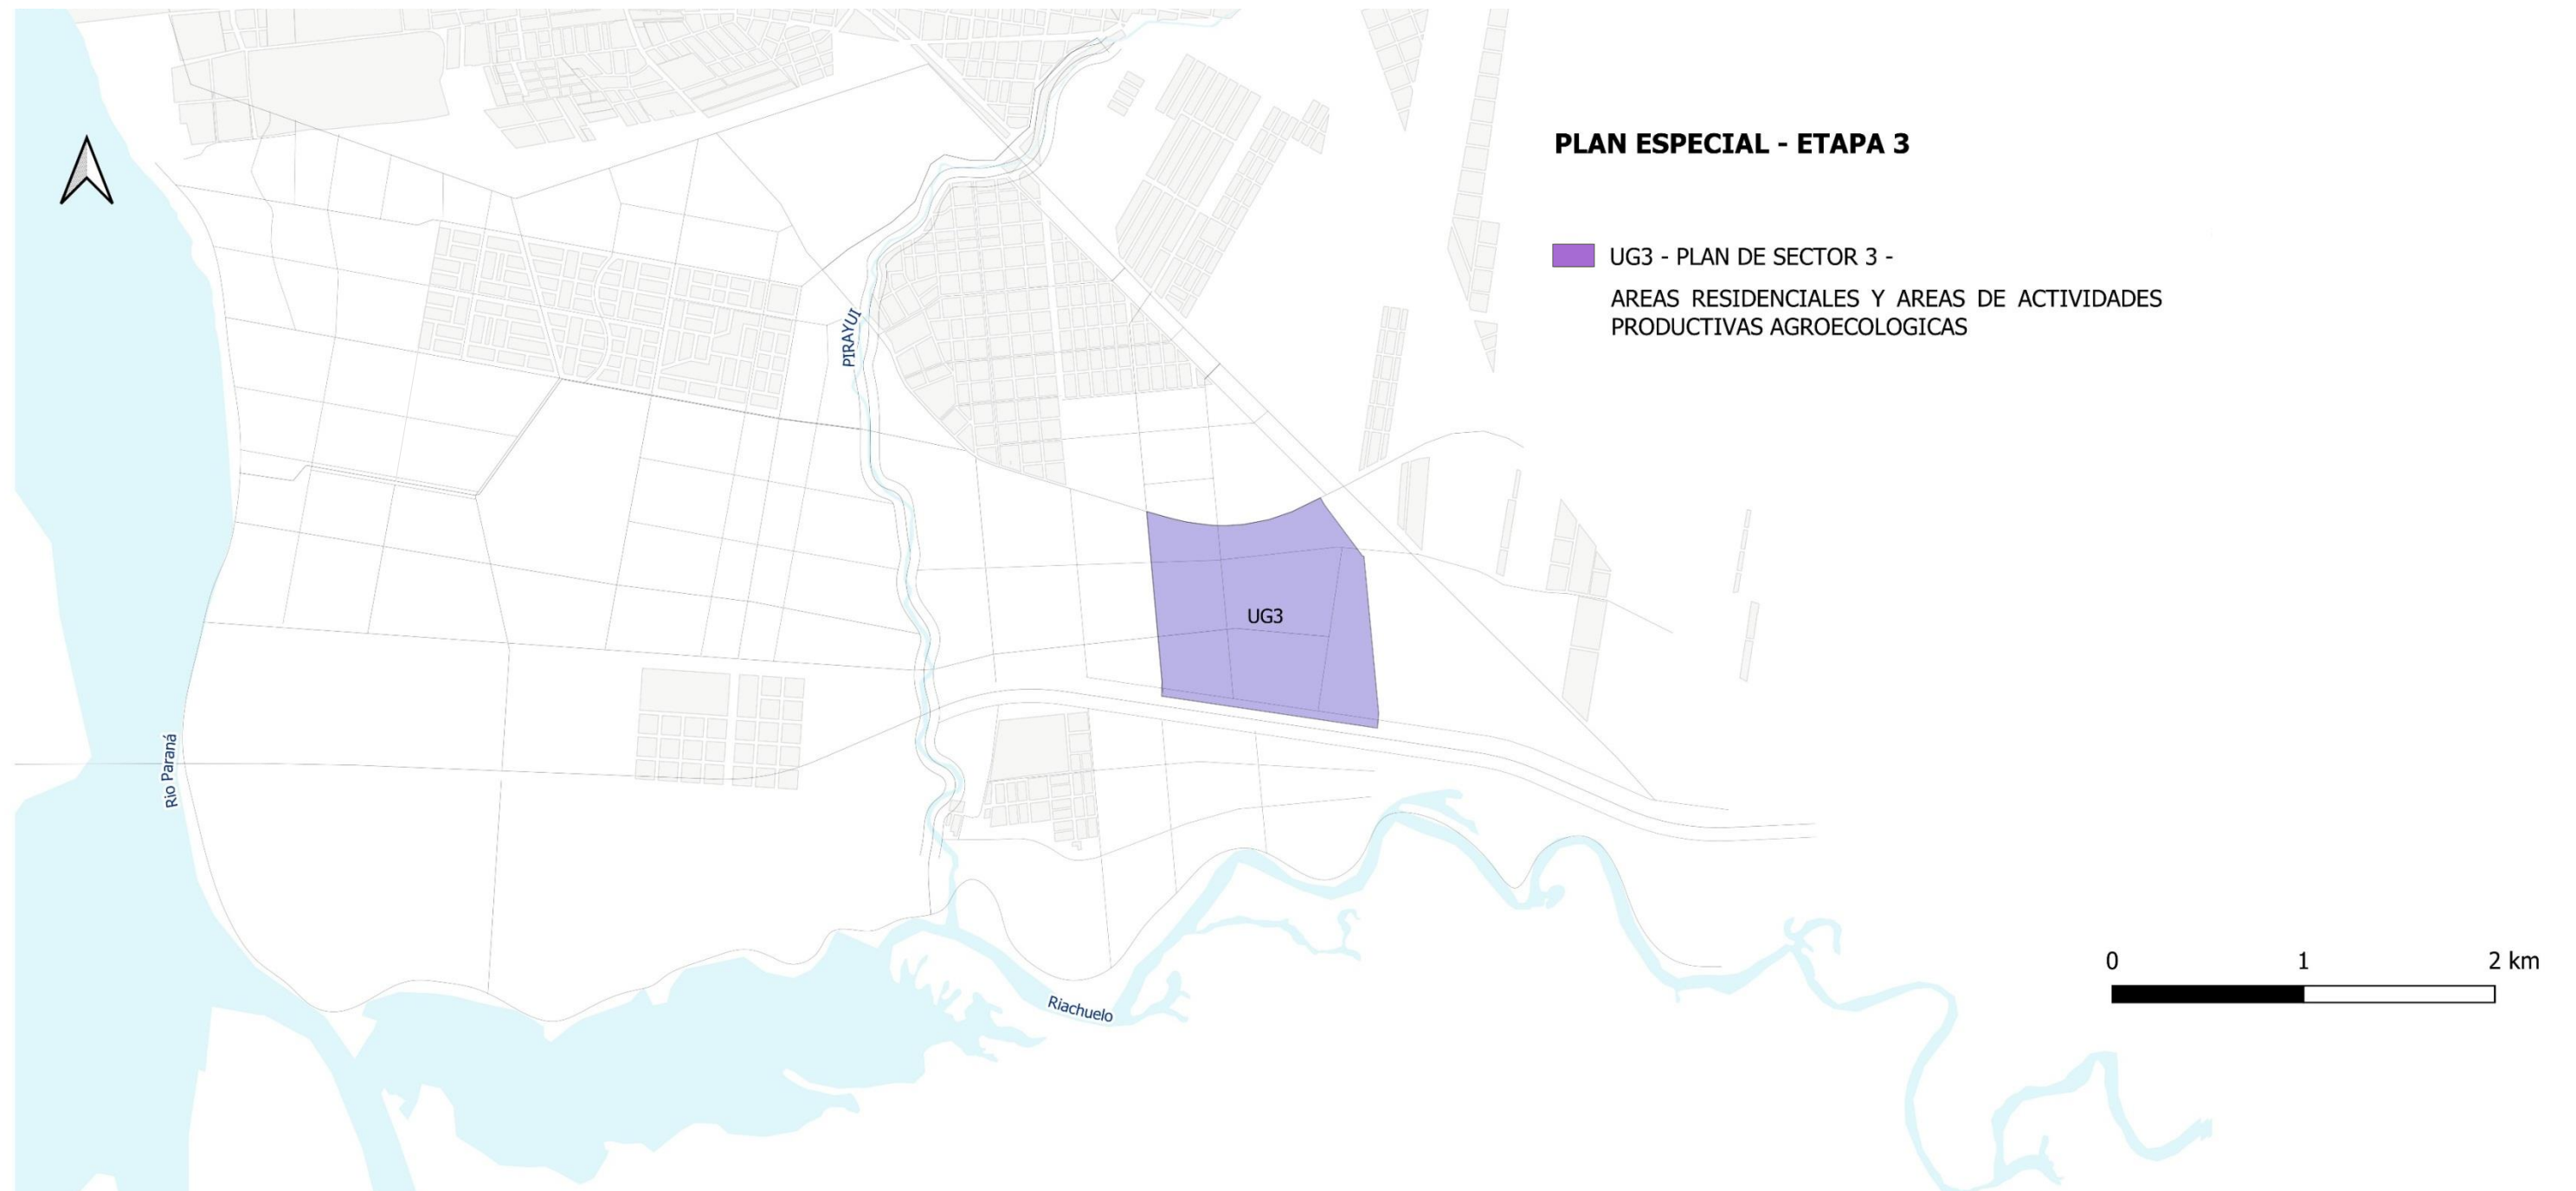 PLAN ESPECIAL - ETAPA 3
UG3 - PLAN DE SECTOR 3 -
AREAS RESIDENCIALES Y AREAS DE ACTIVIDADES
PRODUCTIVAS AGROECOLOGICAS
PIRAYUI
UG3
Rio Paraná
Riachuelo
0 1 2 km